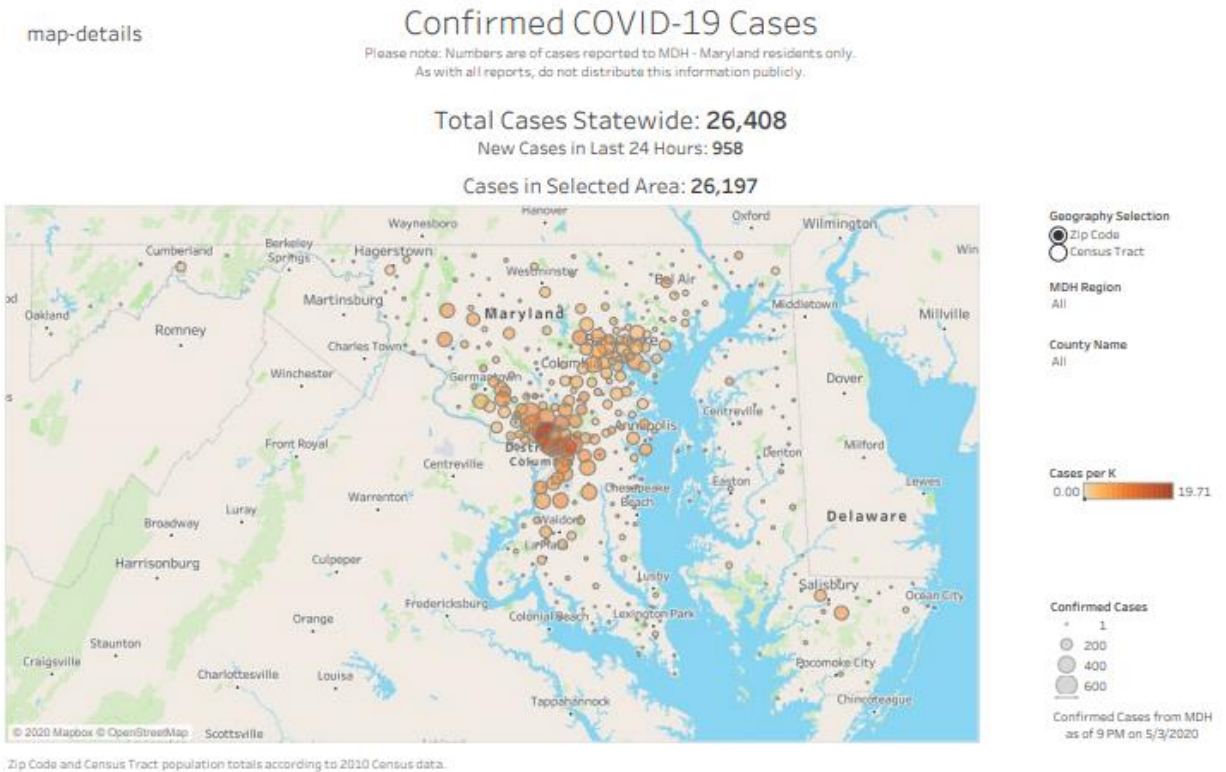 map-details
Confirmed COVID-19 Cases
Please note: Numbers are of cases reported to MDH - Maryland residents only.
As with all reports, do not distribute this information publicly.
Total Cases Statewide: 26,408
New Cases in Last 24 Hours: 958
Cases in Selected Area: 26,197
Hanover
Waynesboro
Oxford
Wilmington
Cumberland
Berkeley
Springs
Hagerstown
Westminster
Bel Air
Win
Martinsburg
Maryland
Middletown
Oakland
Romney
Millville
Charles Town
Winchester
Germantown
Dover
Centreville
Annapolis
Front Royal
Centreville
Denton
Milford
Warrenton
Chesapeake
Beach
Easton
Lewes
Luray
Broadway
Waldorf
Delaware
Harrisonburg
Culpeper
La Plata
Lusby
Salisbury
Ocean City
Fredericksburg
Colonial Beach
Lexington Park
Orange
Staunton
Craigsville
Charlottesville
Louisa
Pocomoke City
Tappahannock
Chincoteague
© 2020 Mapbox © OpenStreetMap
Scottsville
Geography Selection
Zip Code
Census Tract
MDH Region
All
County Name
All
Cases per K
0.00 19.71
Confirmed Cases
1
200
400
600
Confirmed Cases from MDH
as of 9 PM on 5/3/2020
Zip Code and Census Tract population totals according to 2010 Census data.